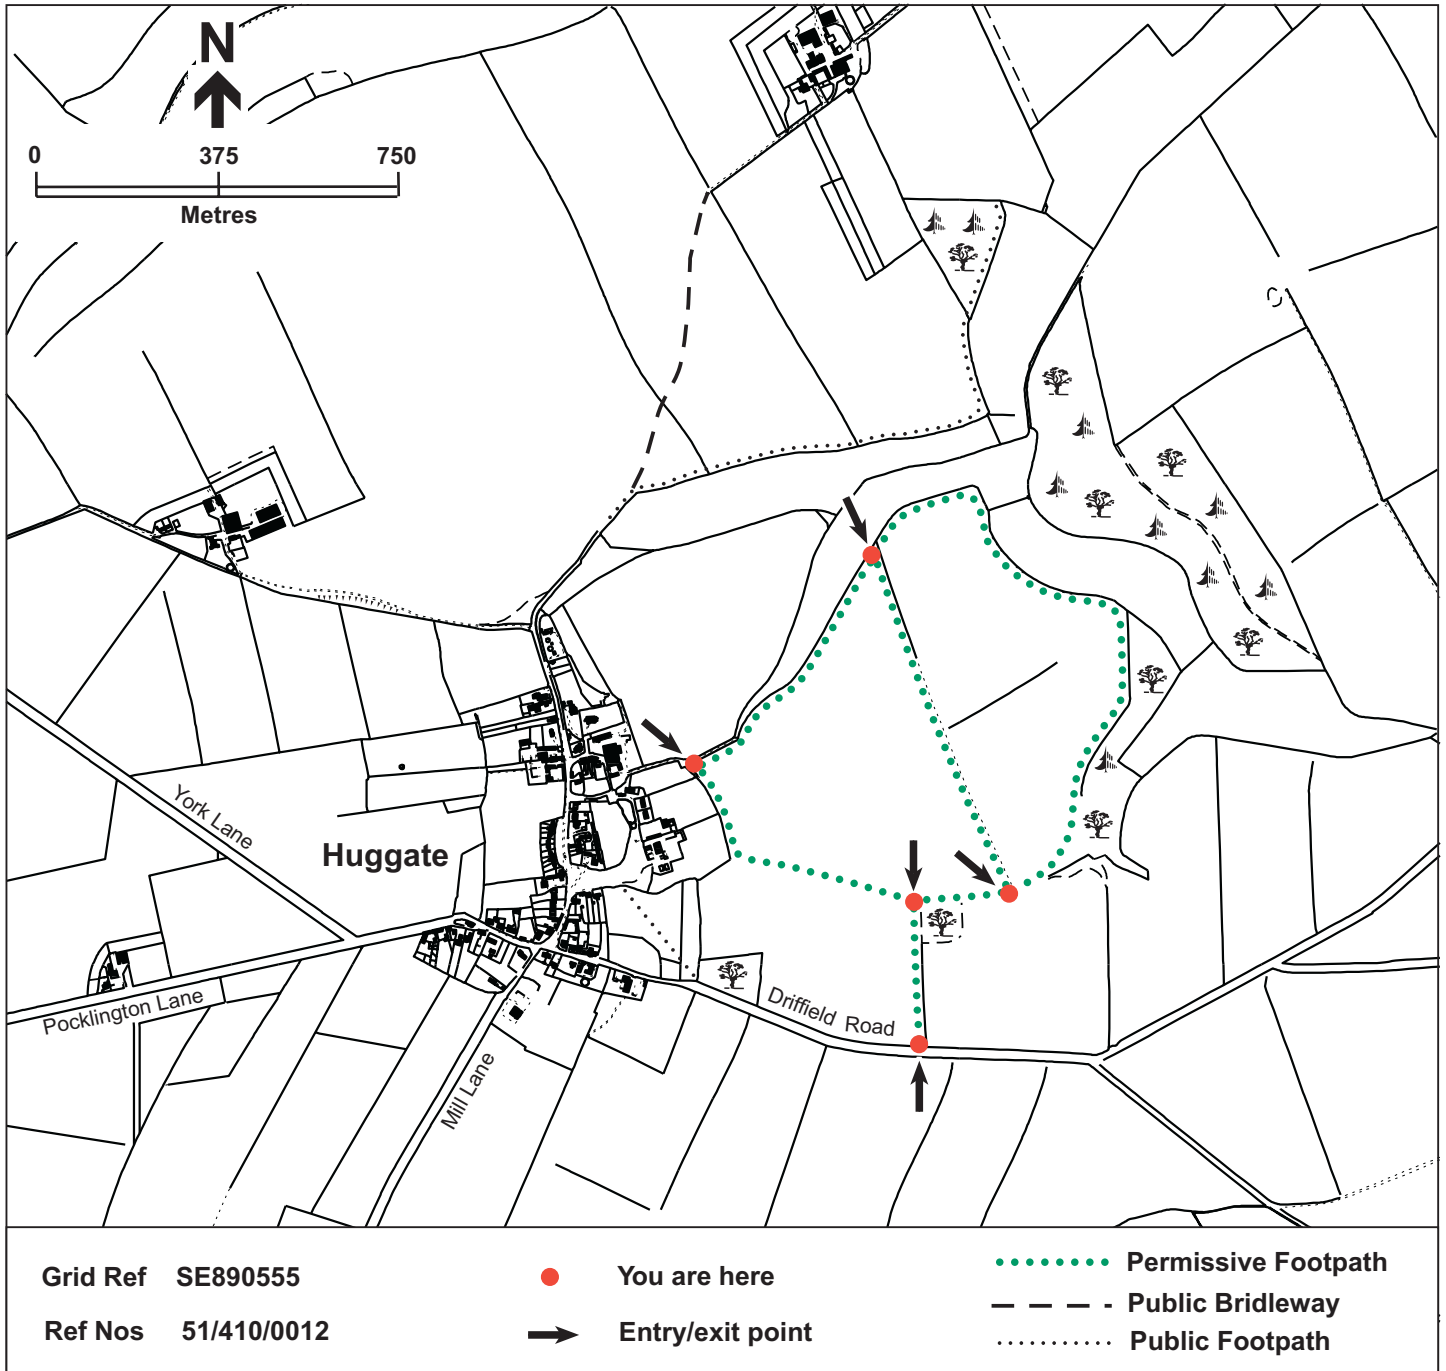 N
0 375 750
Metres
York Lane
Huggate
Pocklington Lane
Mill Lane
Driffield Road
Grid Ref SE890555
Ref Nos 51/410/0012
You are here
Entry/exit point
Permissive Footpath
Public Bridleway
Public Footpath